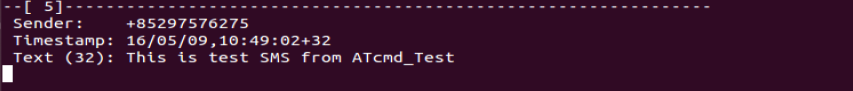 --[ 5]------------------------------------------------------------------
Sender:    +85297576275
Timestamp: 16/05/09,10:49:02+32
Text (32): This is test SMS from ATcmd_Test